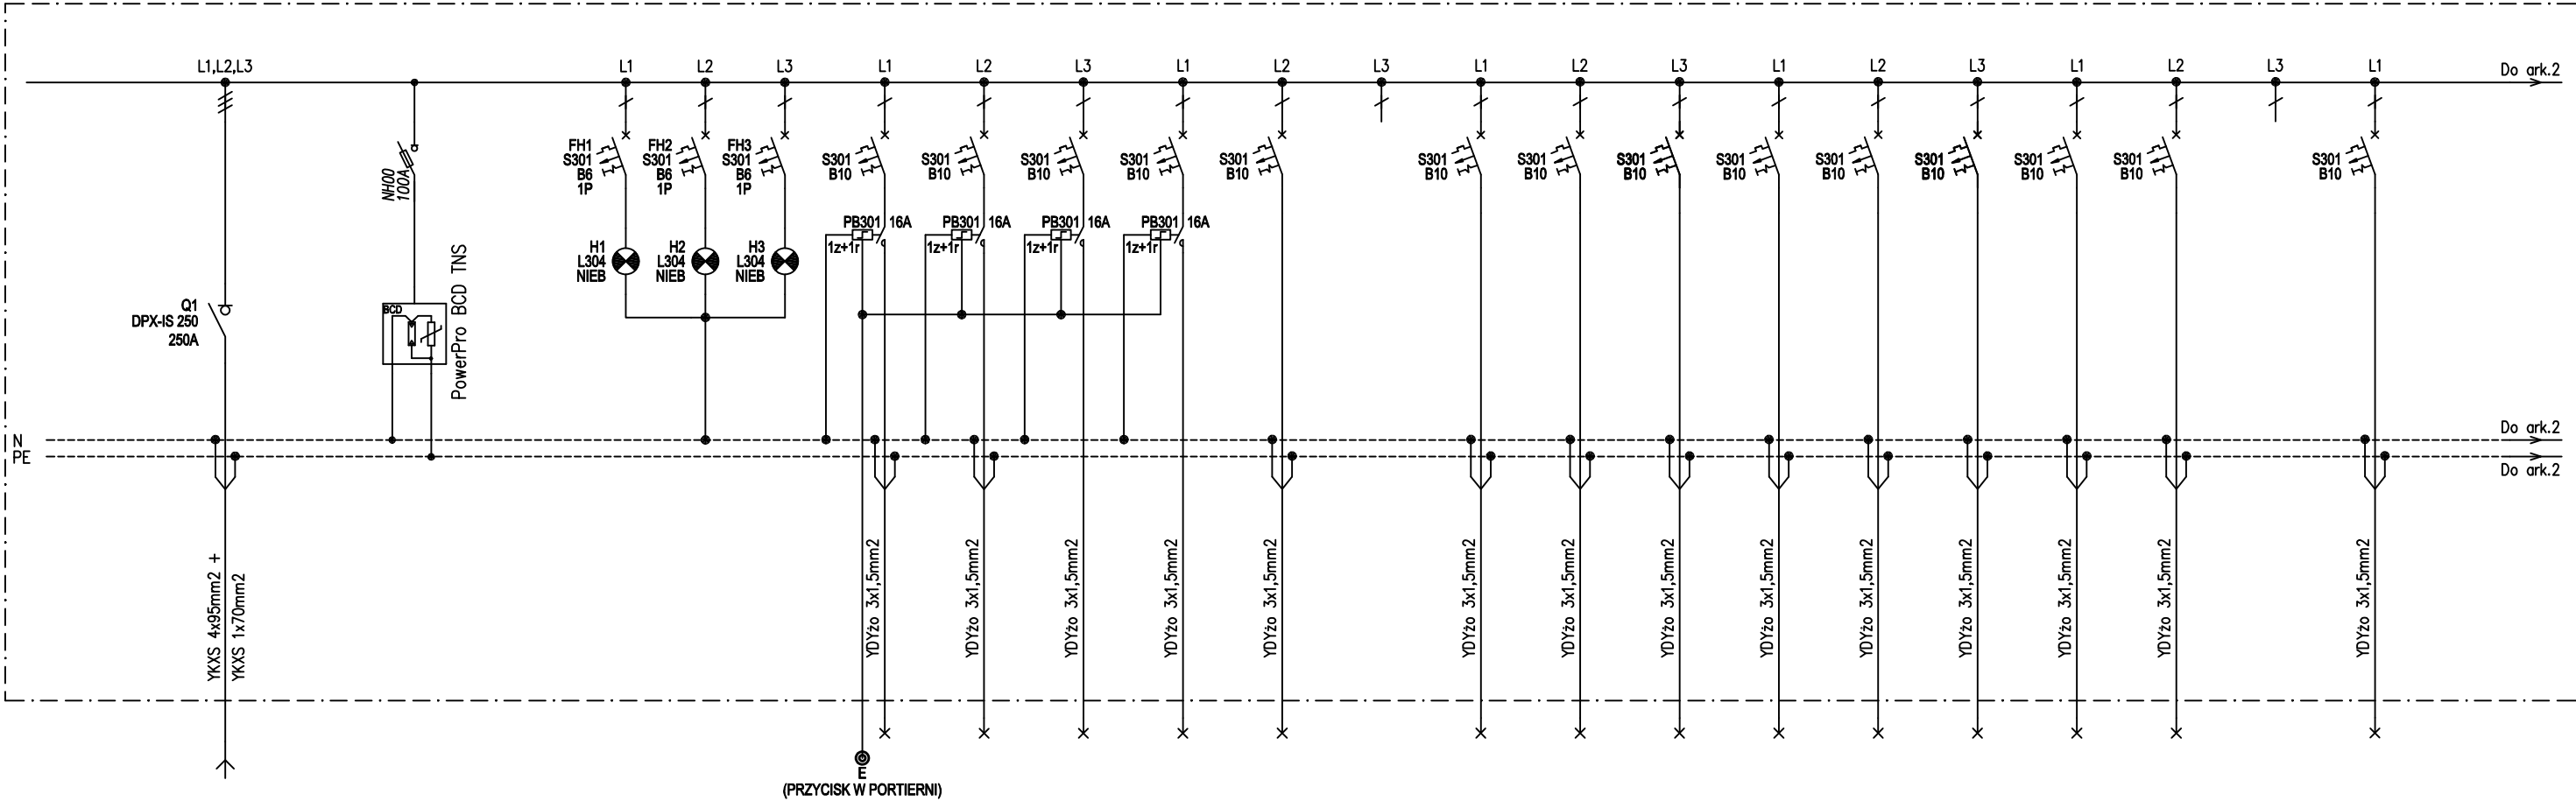 L1,L2,L3
L1
L2
L3
L1
L2
L3
L1
L2
L3
L1
L2
L3
L1
L2
L3
L1
L2
L3
L1
Do ark.2
NH00
100A
FH1
S301
B6
1P
FH2
S301
B6
1P
FH3
S301
B6
1P
S301
B10
S301
B10
S301
B10
S301
B10
S301
B10
S301
B10
S301
B10
S301
B10
S301
B10
S301
B10
S301
B10
S301
B10
S301
B10
S301
B10
PB301 16A
1z+1r
PB301 16A
1z+1r
PB301 16A
1z+1r
PB301 16A
1z+1r
H1
L304
NIEB
H2
L304
NIEB
H3
L304
NIEB
Q1
DPX-IS 250
250A
BCD
PowerPro BCD TNS
N
PE
Do ark.2
Do ark.2
YKXS 4x95mm2 +
YKXS 1x70mm2
YDYżo 3x1,5mm2
YDYżo 3x1,5mm2
YDYżo 3x1,5mm2
YDYżo 3x1,5mm2
YDYżo 3x1,5mm2
YDYżo 3x1,5mm2
YDYżo 3x1,5mm2
YDYżo 3x1,5mm2
YDYżo 3x1,5mm2
YDYżo 3x1,5mm2
YDYżo 3x1,5mm2
YDYżo 3x1,5mm2
YDYżo 3x1,5mm2
YDYżo 3x1,5mm2
E
(PRZYCISK W PORTIERNI)